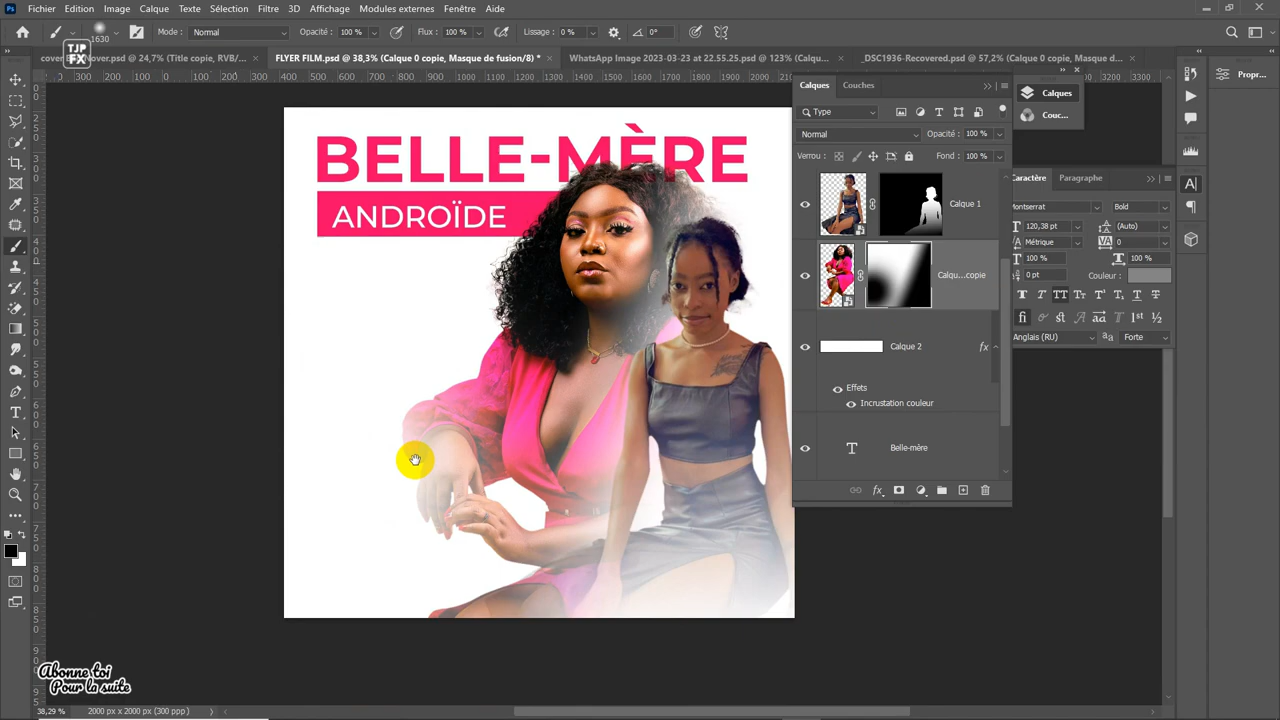 Fichier Edition Image Calque Texte Sélection Filtre 3D Affichage Modules externes Fenêtre Aide
1630 Mode : Normal Opacité : 100 % Flux : 100 % Lissage : 0 % 0°
TJP
FX
FLYER FILM.psd @ 38,3% (Calque 0 copie, Masque de fusion/8) * WhatsApp Image 2023-03-23 at 22.55.25.psd @ 123% (Calqu... _DSC1936-Recovered.psd @ 57,2% (Calque 0 copie, Masque d...
Calques Couches
Type
Normal Opacité : 100 %
Verrou : Fond : 100 %
Calque 1
Calqu...copie
Calque 2 fx
Effets
Incrustation couleur
T Belle-mère
Calques
Couc...
Propr...
Caractère Paragraphe
Montserrat Bold
120,38 pt (Auto)
Métrique 0
100 % 100 %
0 pt Couleur :
Anglais (RU) Forte
BELLE-MÈRE
ANDROÏDE
Abonne toi
Pour la suite
38,29 % 2000 px x 2000 px (300 ppp)